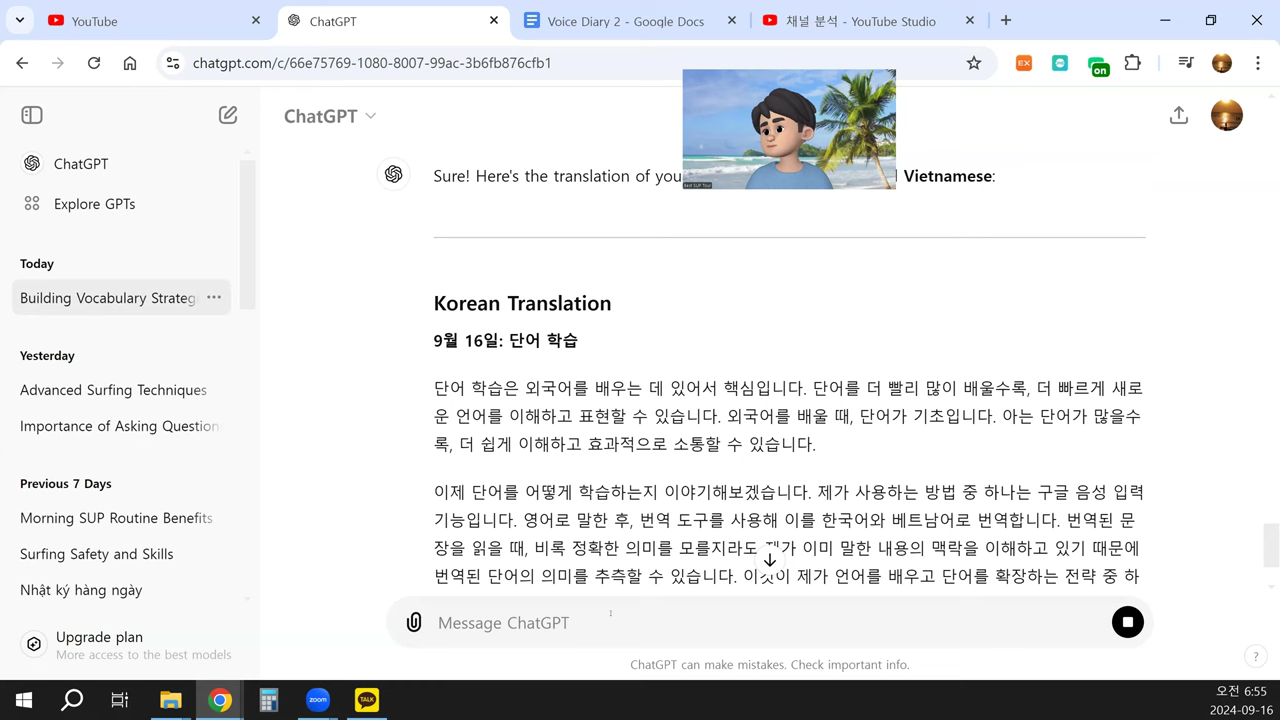 YouTube
ChatGPT
Voice Diary 2 - Google Docs
채널 분석 - YouTube Studio
chatgpt.com/c/66e75769-1080-8007-99ac-3b6fb876cfb1
EX
on
ChatGPT
ChatGPT
Explore GPTs
Today
Building Vocabulary Strateg
Yesterday
Advanced Surfing Techniques
Importance of Asking Question
Previous 7 Days
Morning SUP Routine Benefits
Surfing Safety and Skills
Nhật ký hàng ngày
Upgrade plan
More access to the best models
Sure! Here's the translation of you
Vietnamese:
Best SUP Tour
Korean Translation
9월 16일: 단어 학습
단어 학습은 외국어를 배우는 데 있어서 핵심입니다. 단어를 더 빨리 많이 배울수록, 더 빠르게 새로
운 언어를 이해하고 표현할 수 있습니다. 외국어를 배울 때, 단어가 기초입니다. 아는 단어가 많을수
록, 더 쉽게 이해하고 효과적으로 소통할 수 있습니다.
이제 단어를 어떻게 학습하는지 이야기해보겠습니다. 제가 사용하는 방법 중 하나는 구글 음성 입력
기능입니다. 영어로 말한 후, 번역 도구를 사용해 이를 한국어와 베트남어로 번역합니다. 번역된 문
장을 읽을 때, 비록 정확한 의미를 모를지라도 제가 이미 말한 내용의 맥락을 이해하고 있기 때문에
번역된 단어의 의미를 추측할 수 있습니다. 이것이 제가 언어를 배우고 단어를 확장하는 전략 중 하
Message ChatGPT
ChatGPT can make mistakes. Check important info.
?
zoom
TALK
오전 6:55
2024-09-16